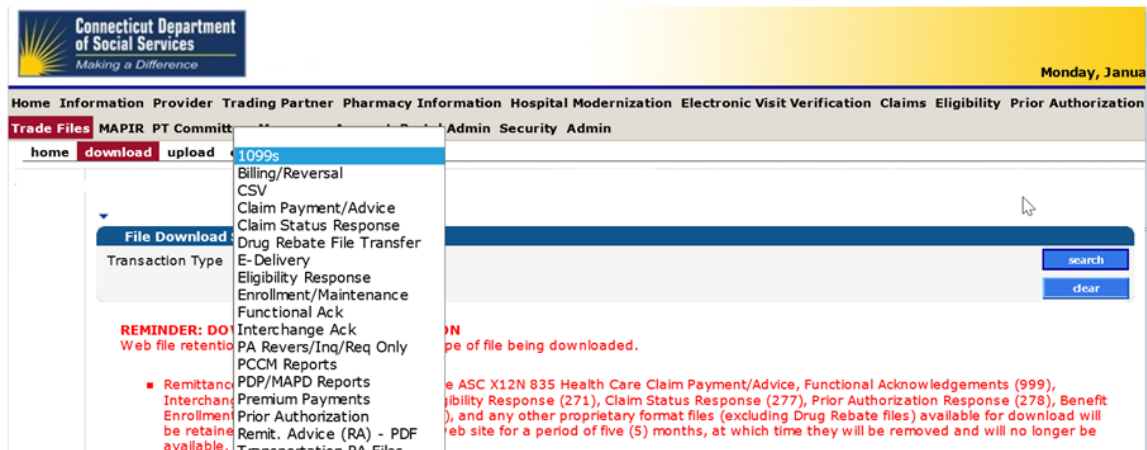 Connecticut Department
of Social Services
Making a Difference
Monday, Janua
Home Information Provider Trading Partner Pharmacy Information Hospital Modernization Electronic Visit Verification Claims Eligibility Prior Authorization
Trade Files MAPIR PT Committ Admin Security Admin
home download upload
1099s
Billing/Reversal
CSV
Claim Payment/Advice
Claim Status Response
Drug Rebate File Transfer
E-Delivery
Eligibility Response
Enrollment/Maintenance
Functional Ack
Interchange Ack
PA Revers/Inq/Req Only
PCCM Reports
PDP/MAPD Reports
Premium Payments
Prior Authorization
Remit. Advice (RA) - PDF
Transportation PA Files
File Download
Transaction Type
search
clear
REMINDER: DO ON
Web file retentio pe of file being downloaded.
Remittanc e ASC X12N 835 Health Care Claim Payment/Advice, Functional Acknowledgements (999),
Interchan gibility Response (271), Claim Status Response (277), Prior Authorization Response (278), Benefit
Enrollment ), and any other proprietary format files (excluding Drug Rebate files) available for download will
be retaine eb site for a period of five (5) months, at which time they will be removed and will no longer be
available.